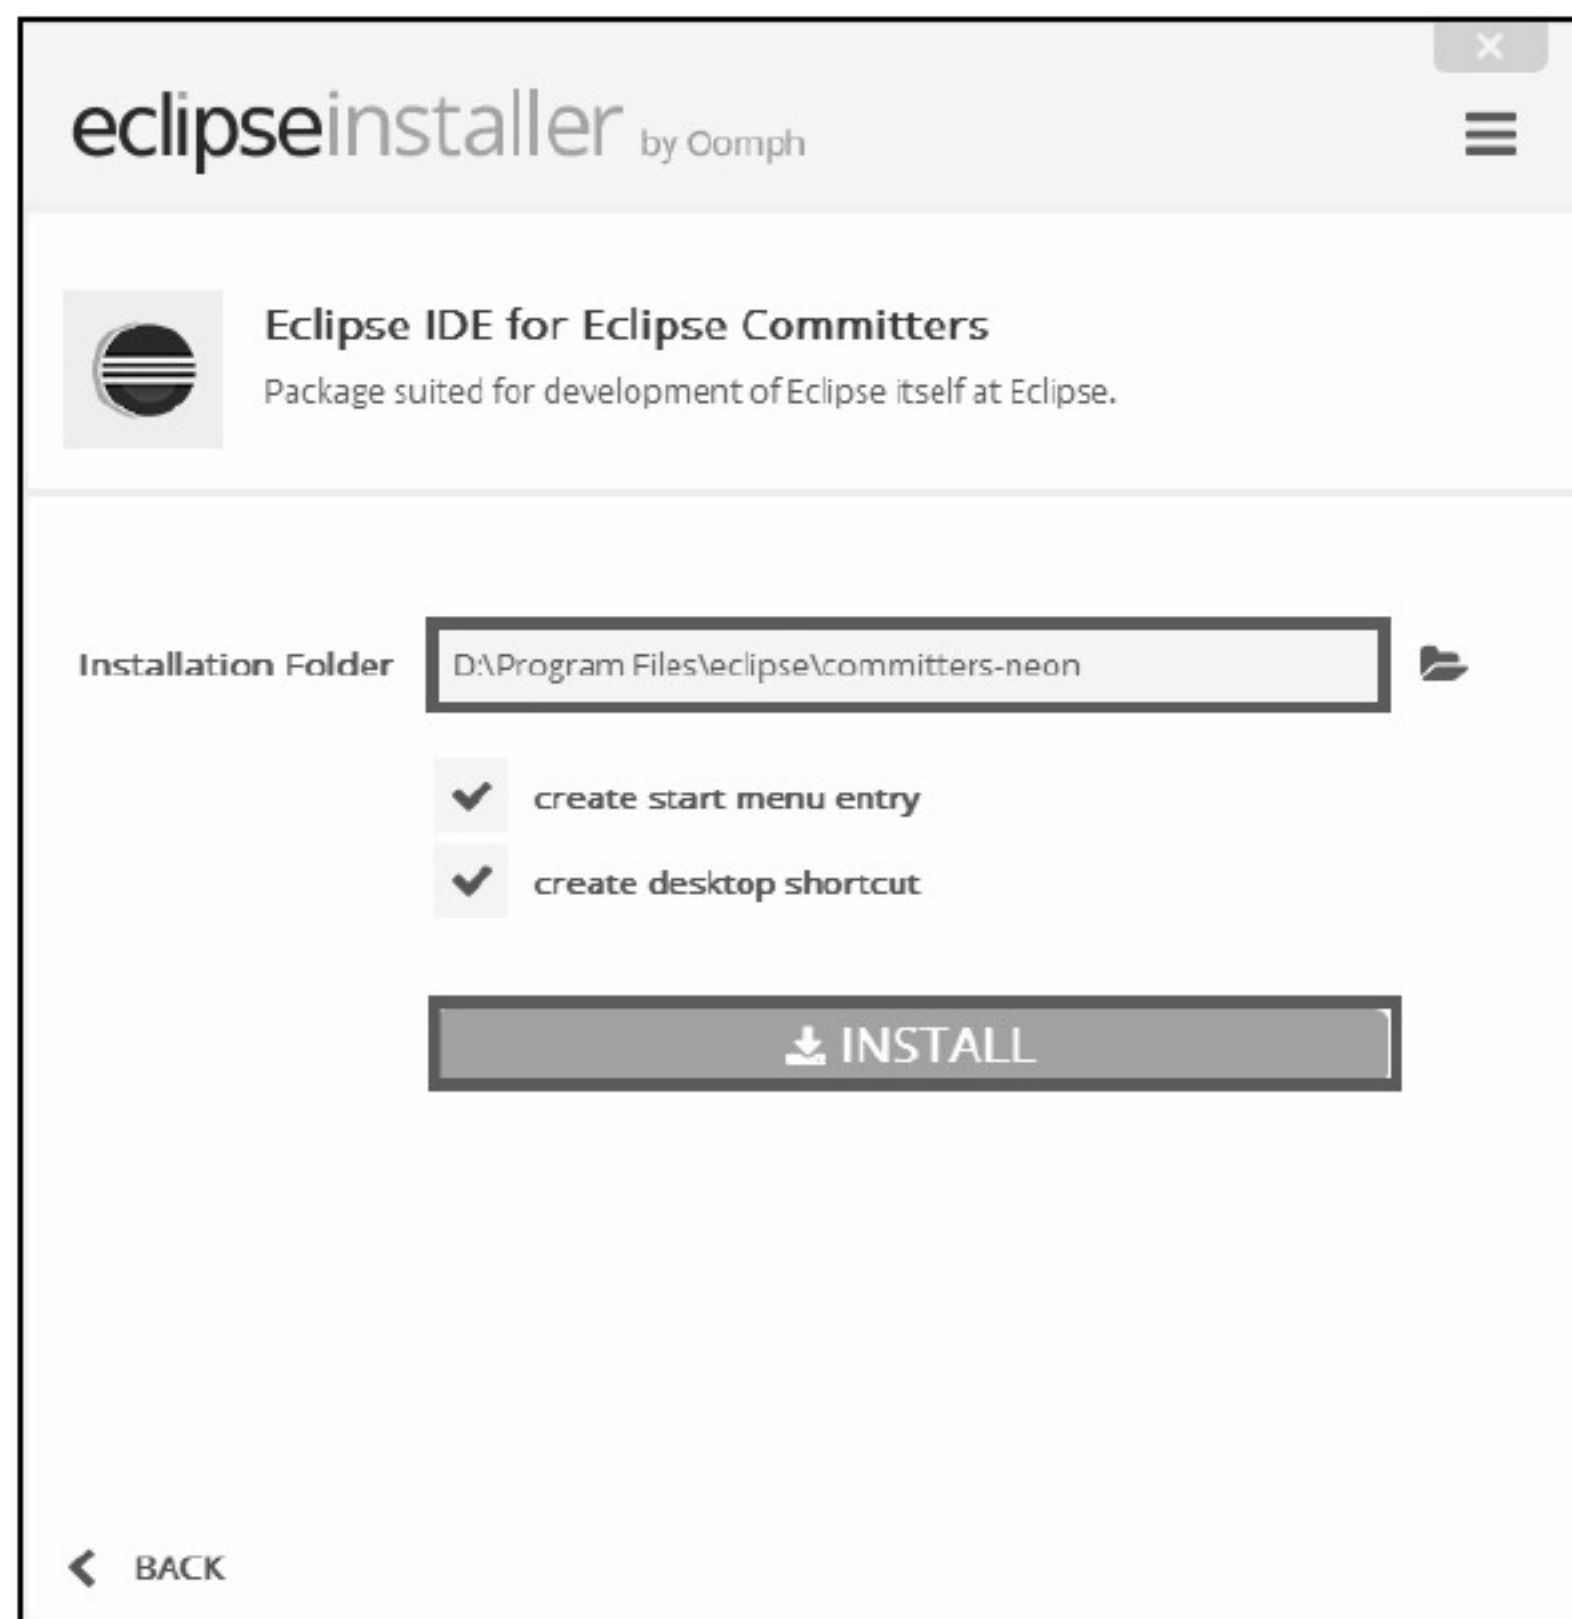 eclipseinstaller by Oomph
Eclipse IDE for Eclipse Committers
Package suited for development of Eclipse itself at Eclipse.
Installation Folder D:\Program Files\eclipse\committers-neon
create start menu entry
create desktop shortcut
INSTALL
BACK